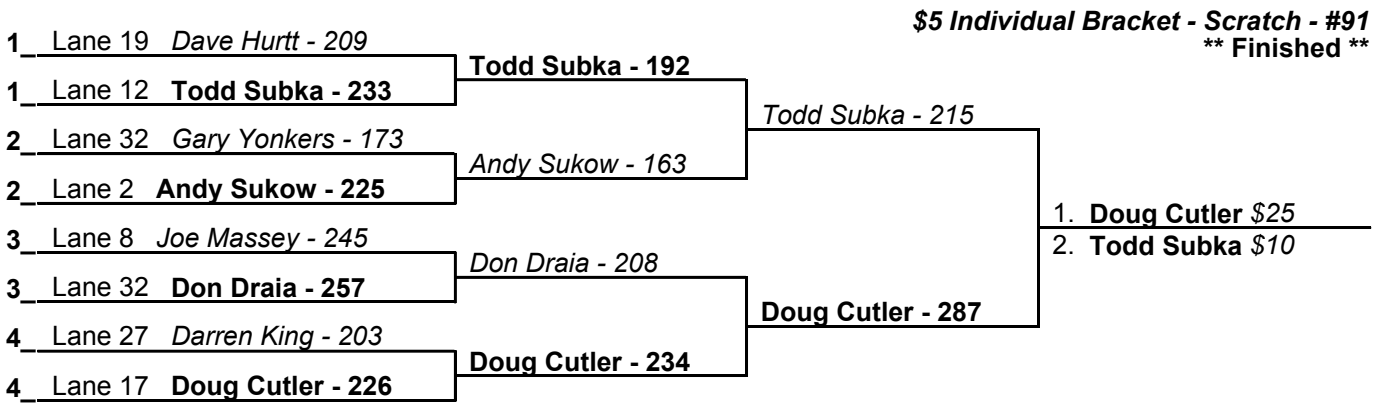 $5 Individual Bracket - Scratch - #91
** Finished **
1_ Lane 19 Dave Hurtt - 209
1_ Lane 12 Todd Subka - 233
2_ Lane 32 Gary Yonkers - 173
2_ Lane 2 Andy Sukow - 225
3_ Lane 8 Joe Massey - 245
3_ Lane 32 Don Draia - 257
4_ Lane 27 Darren King - 203
4_ Lane 17 Doug Cutler - 226
Todd Subka - 192
Andy Sukow - 163
Don Draia - 208
Doug Cutler - 234
Todd Subka - 215
Doug Cutler - 287
1. Doug Cutler $25
2. Todd Subka $10